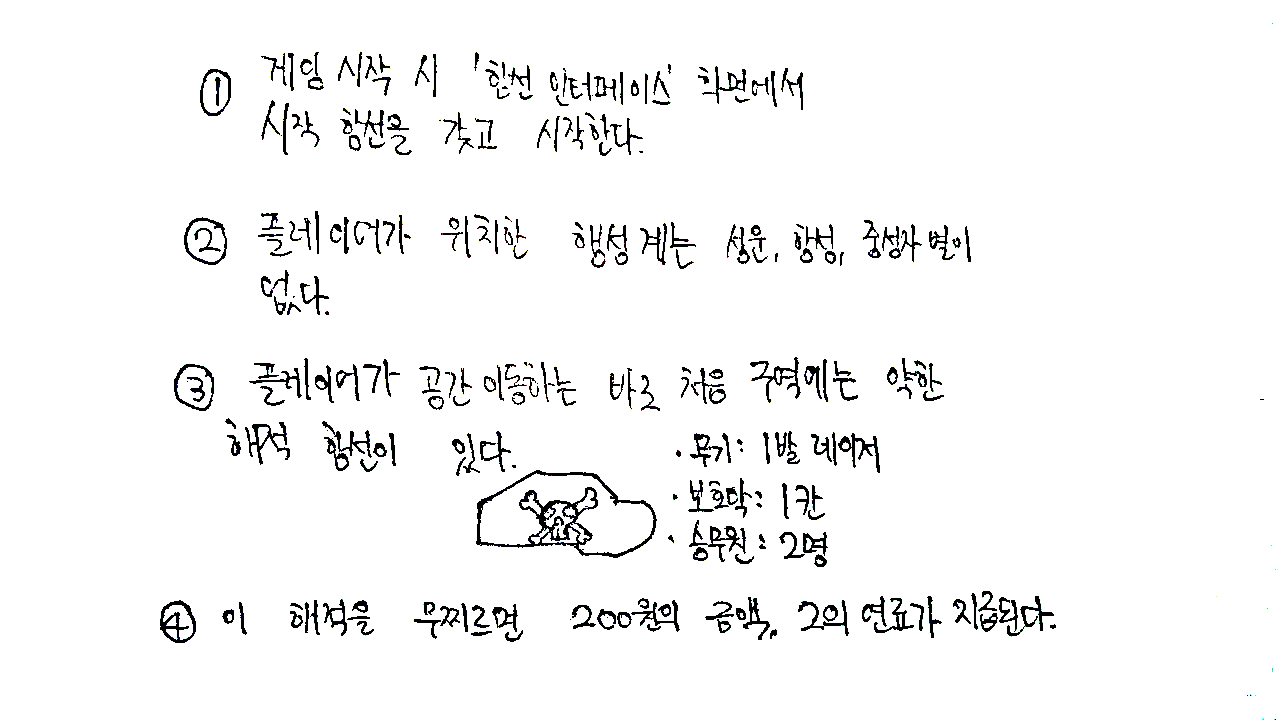 ① 게임 시작 시 '함선 인터페이스' 화면에서
시작 함선을 갖고 시작한다.
② 플레이어가 위치한 행성계는 성운, 항성, 중성자 별이
없다.
③ 플레이어가 공간이동하는 바로 처음 구역에는 약한
해적 함선이 있다.
· 무기: 1발 레이저
· 보호막: 1칸
· 승무원: 2명
④ 이 해적을 무찌르면 200원의 금액, 2의 연료가 지급된다.